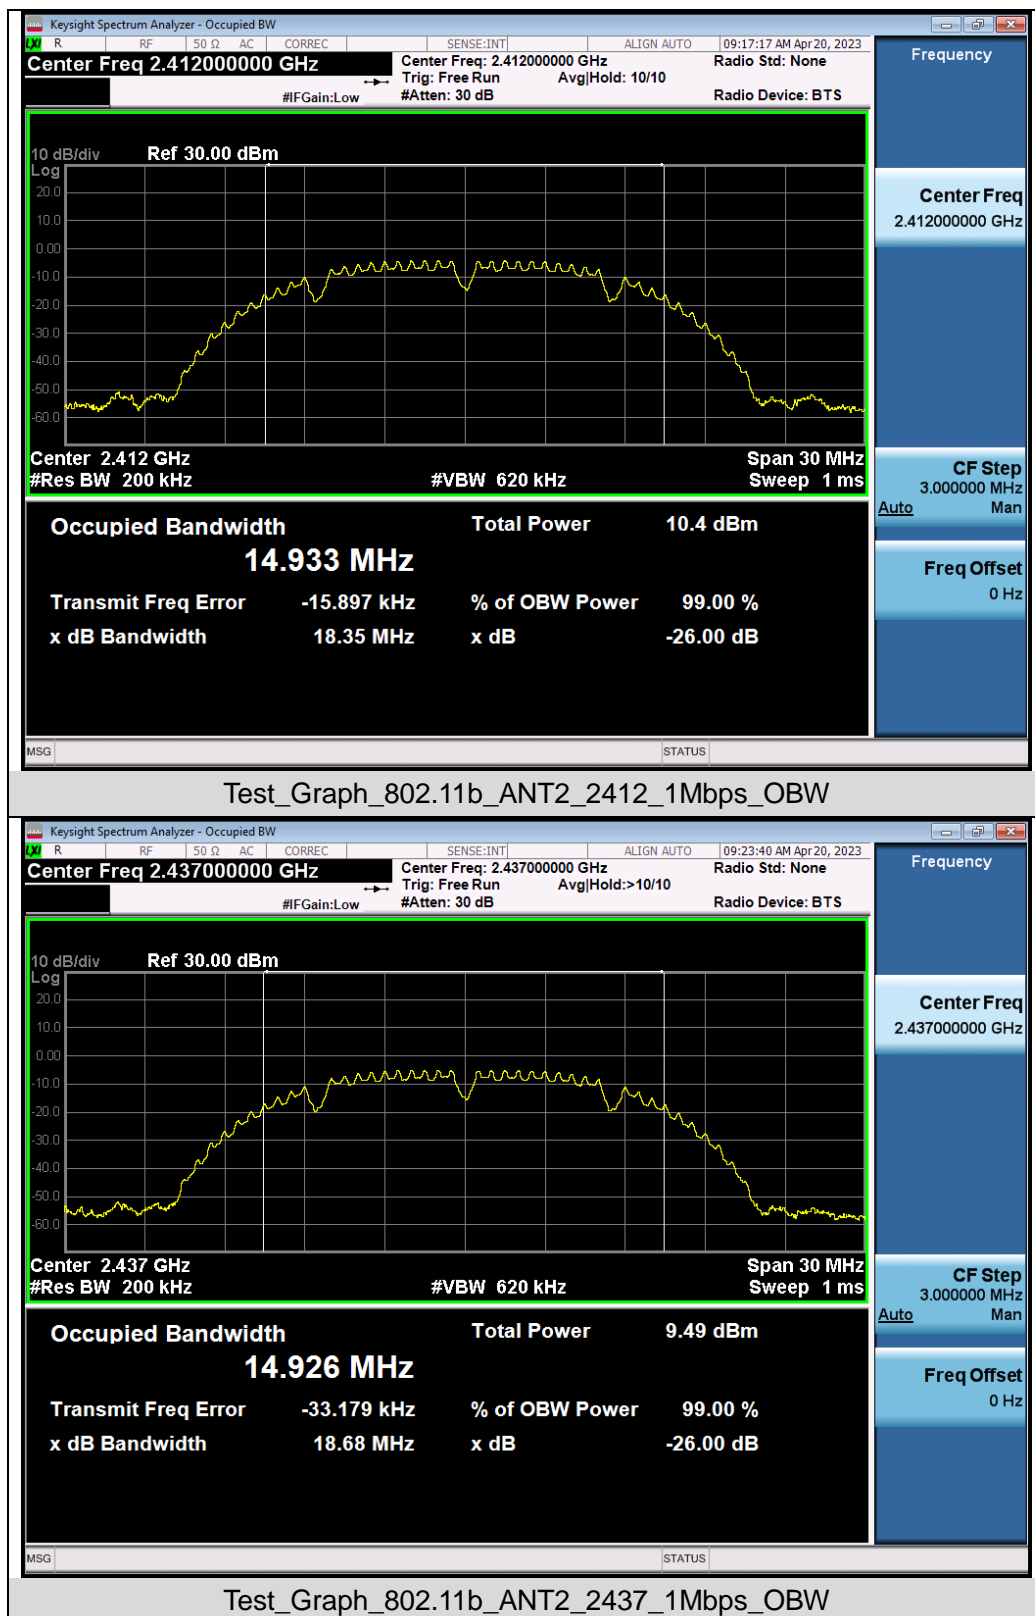 Keysight Spectrum Analyzer - Occupied BW
LXI R RF 50 Ω AC CORREC SENSE:INT ALIGN AUTO 09:17:17 AM Apr 20, 2023
Center Freq 2.412000000 GHz
Center Freq: 2.412000000 GHz
Radio Std: None
Trig: Free Run Avg|Hold: 10/10
#IFGain:Low
#Atten: 30 dB
Radio Device: BTS
Frequency
10 dB/div Ref 30.00 dBm
Log
20.0
10.0
0.00
-10.0
-20.0
-30.0
-40.0
-50.0
-60.0
Center 2.412 GHz Span 30 MHz
#Res BW 200 kHz #VBW 620 kHz Sweep 1 ms
Center Freq
2.412000000 GHz
CF Step
3.000000 MHz
Auto Man
Freq Offset
0 Hz
Occupied Bandwidth Total Power 10.4 dBm
14.933 MHz
Transmit Freq Error -15.897 kHz % of OBW Power 99.00 %
x dB Bandwidth 18.35 MHz x dB -26.00 dB
MSG STATUS
Test_Graph_802.11b_ANT2_2412_1Mbps_OBW
Keysight Spectrum Analyzer - Occupied BW
LXI R RF 50 Ω AC CORREC SENSE:INT ALIGN AUTO 09:23:40 AM Apr 20, 2023
Center Freq 2.437000000 GHz
Center Freq: 2.437000000 GHz
Radio Std: None
Trig: Free Run Avg|Hold:>10/10
#IFGain:Low
#Atten: 30 dB
Radio Device: BTS
Frequency
10 dB/div Ref 30.00 dBm
Log
20.0
10.0
0.00
-10.0
-20.0
-30.0
-40.0
-50.0
-60.0
Center 2.437 GHz Span 30 MHz
#Res BW 200 kHz #VBW 620 kHz Sweep 1 ms
Center Freq
2.437000000 GHz
CF Step
3.000000 MHz
Auto Man
Freq Offset
0 Hz
Occupied Bandwidth Total Power 9.49 dBm
14.926 MHz
Transmit Freq Error -33.179 kHz % of OBW Power 99.00 %
x dB Bandwidth 18.68 MHz x dB -26.00 dB
MSG STATUS
Test_Graph_802.11b_ANT2_2437_1Mbps_OBW